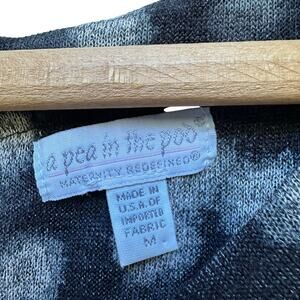 a pea in the pod®
MATERNITY REDEFINED®
MADE IN
U.S.A. OF
IMPORTED
FABRIC
M